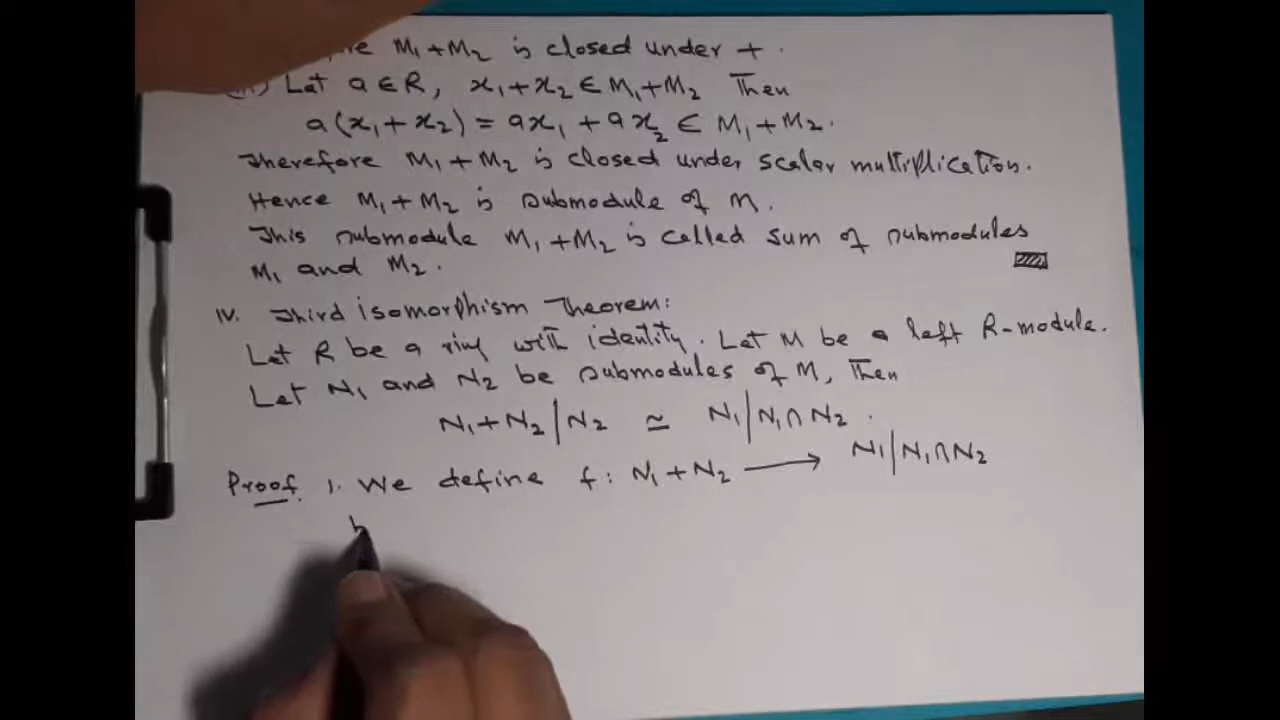 M₁+M₂ is closed under +.
Let a ∈ R, x₁+x₂ ∈ M₁+M₂ Then
a(x₁+x₂) = ax₁ + ax₂ ∈ M₁+M₂.
Therefore M₁+M₂ is closed under scalar multiplication.
Hence M₁+M₂ is submodule of M.
This submodule M₁+M₂ is called sum of submodules
M₁ and M₂.
IV. Third isomorphism Theorem:
Let R be a ring with identity. Let M be a left R-module.
Let N₁ and N₂ be submodules of M, Then
N₁+N₂|N₂ ≃ N₁|N₁∩N₂.
Proof 1. We define f: N₁+N₂ ⟶ N₁|N₁∩N₂